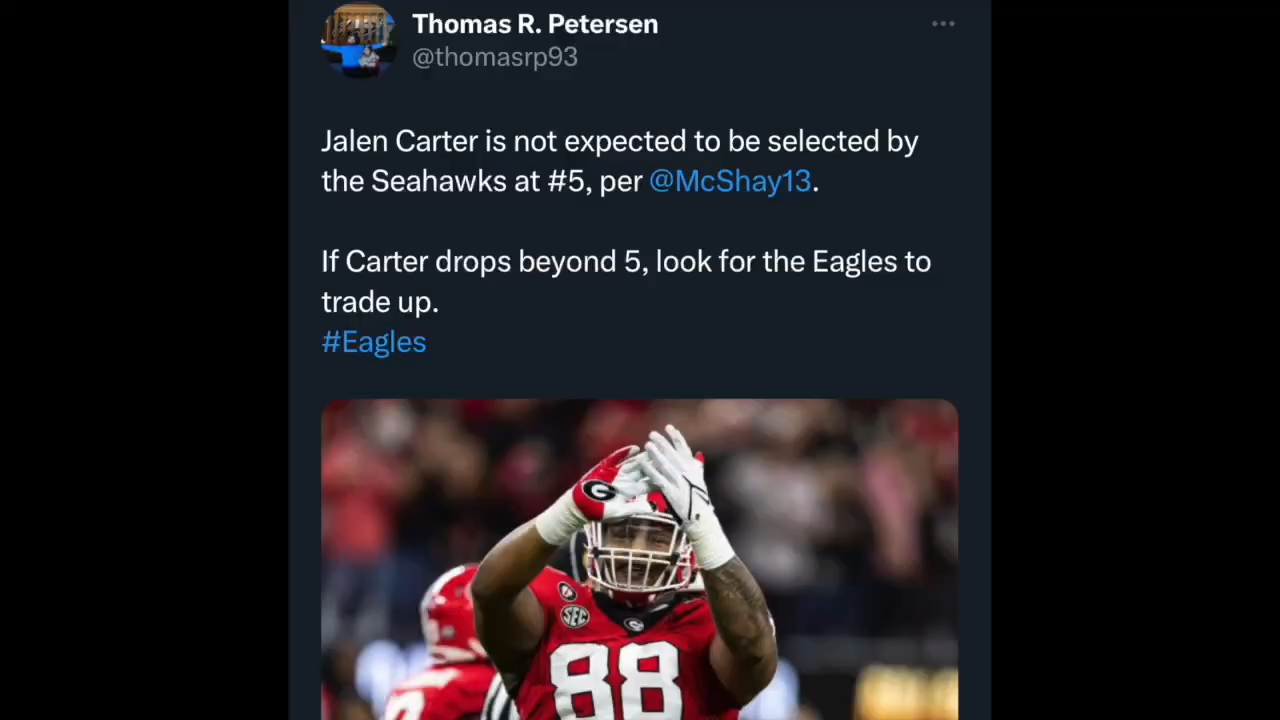 Thomas R. Petersen
@thomasrp93
Jalen Carter is not expected to be selected by
the Seahawks at #5, per @McShay13.
If Carter drops beyond 5, look for the Eagles to
trade up.
#Eagles
G
SEC
G
88